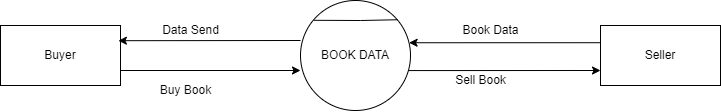 Data Send
Book Data
Buyer
BOOK DATA
Seller
Buy Book
Sell Book